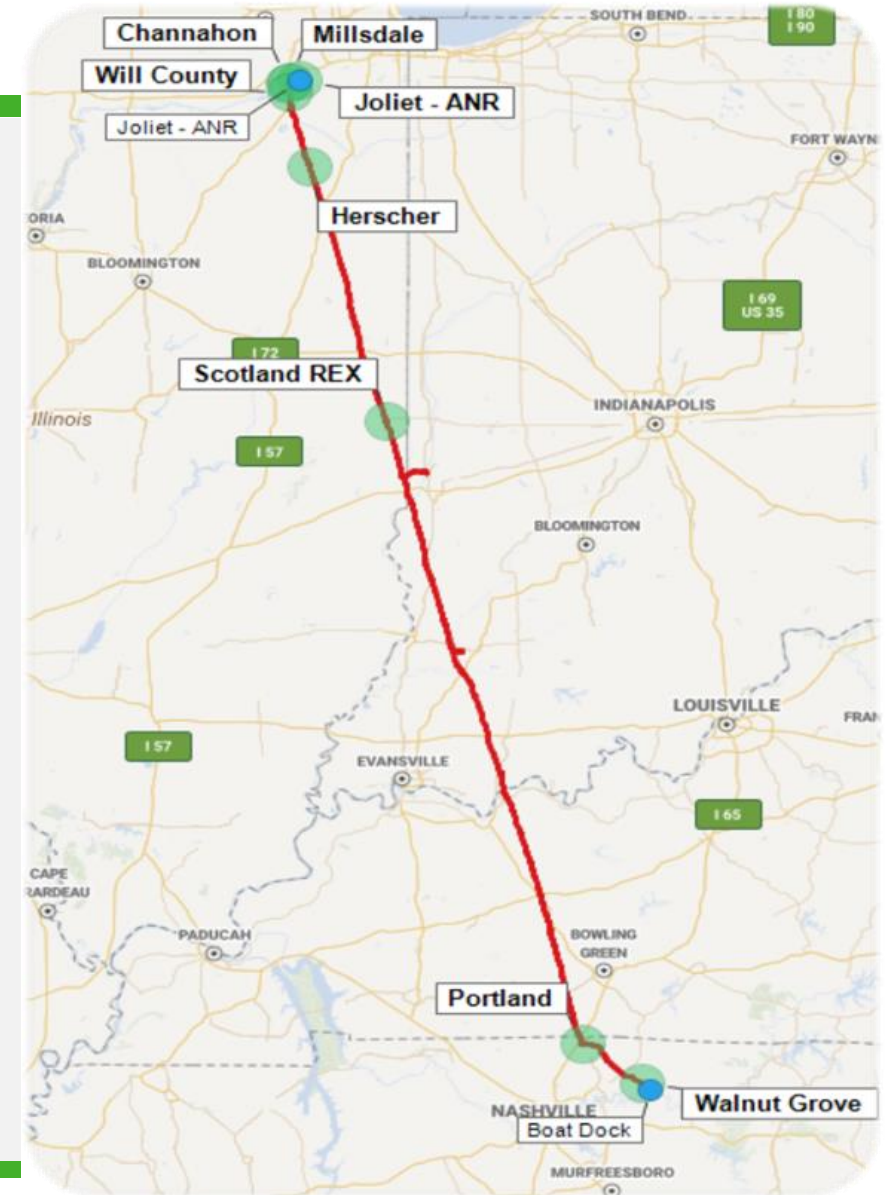 SOUTH BEND
I 80
I 90
Channahon
Millsdale
Will County
Joliet - ANR
Joliet - ANR
FORT WAYN
Herscher
ORIA
BLOOMINGTON
I 69
US 35
I 72
Scotland REX
INDIANAPOLIS
Illinois
I 57
BLOOMINGTON
LOUISVILLE
FRAN
I 57
EVANSVILLE
I 65
CAPE
RARDEAU
PADUCAH
BOWLING
GREEN
Portland
Walnut Grove
NASHVILLE
Boat Dock
MURFREESBORO